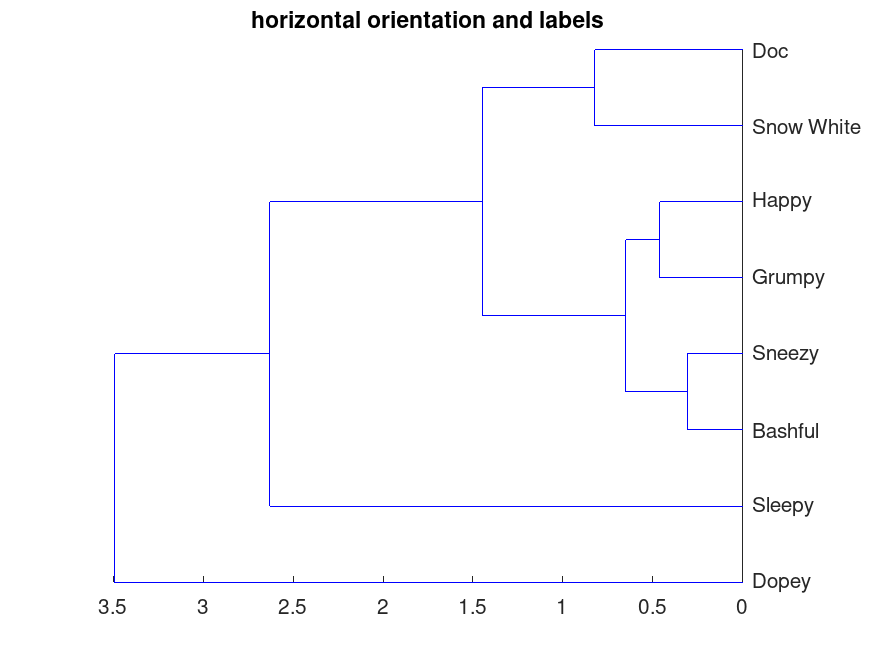 horizontal orientation and labels
Doc
Snow White
Happy
Grumpy
Sneezy
Bashful
Sleepy
Dopey
3.5 3 2.5 2 1.5 1 0.5 0